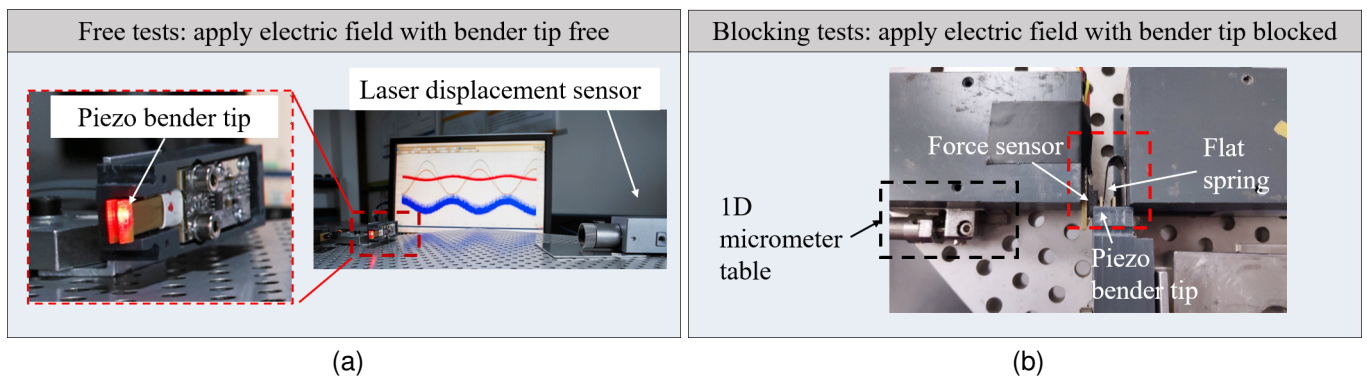 Free tests: apply electric field with bender tip free
Piezo bender tip
Laser displacement sensor
(a)
Blocking tests: apply electric field with bender tip blocked
Force sensor
Flat
spring
1D
micrometer
table
Piezo
bender tip
(b)